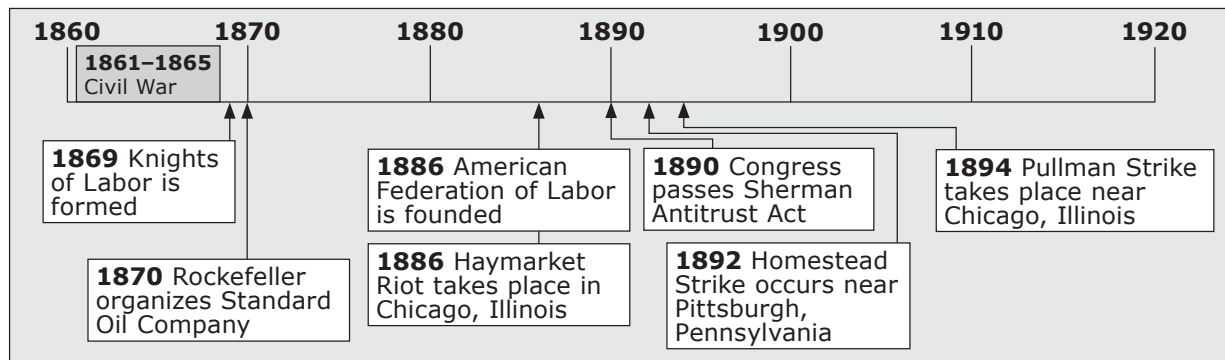 1860 1870 1880 1890 1900 1910 1920
1861–1865
Civil War
1869 Knights
of Labor is
formed
1870 Rockefeller
organizes Standard
Oil Company
1886 American
Federation of Labor
is founded
1886 Haymarket
Riot takes place in
Chicago, Illinois
1890 Congress
passes Sherman
Antitrust Act
1892 Homestead
Strike occurs near
Pittsburgh,
Pennsylvania
1894 Pullman Strike
takes place near
Chicago, Illinois